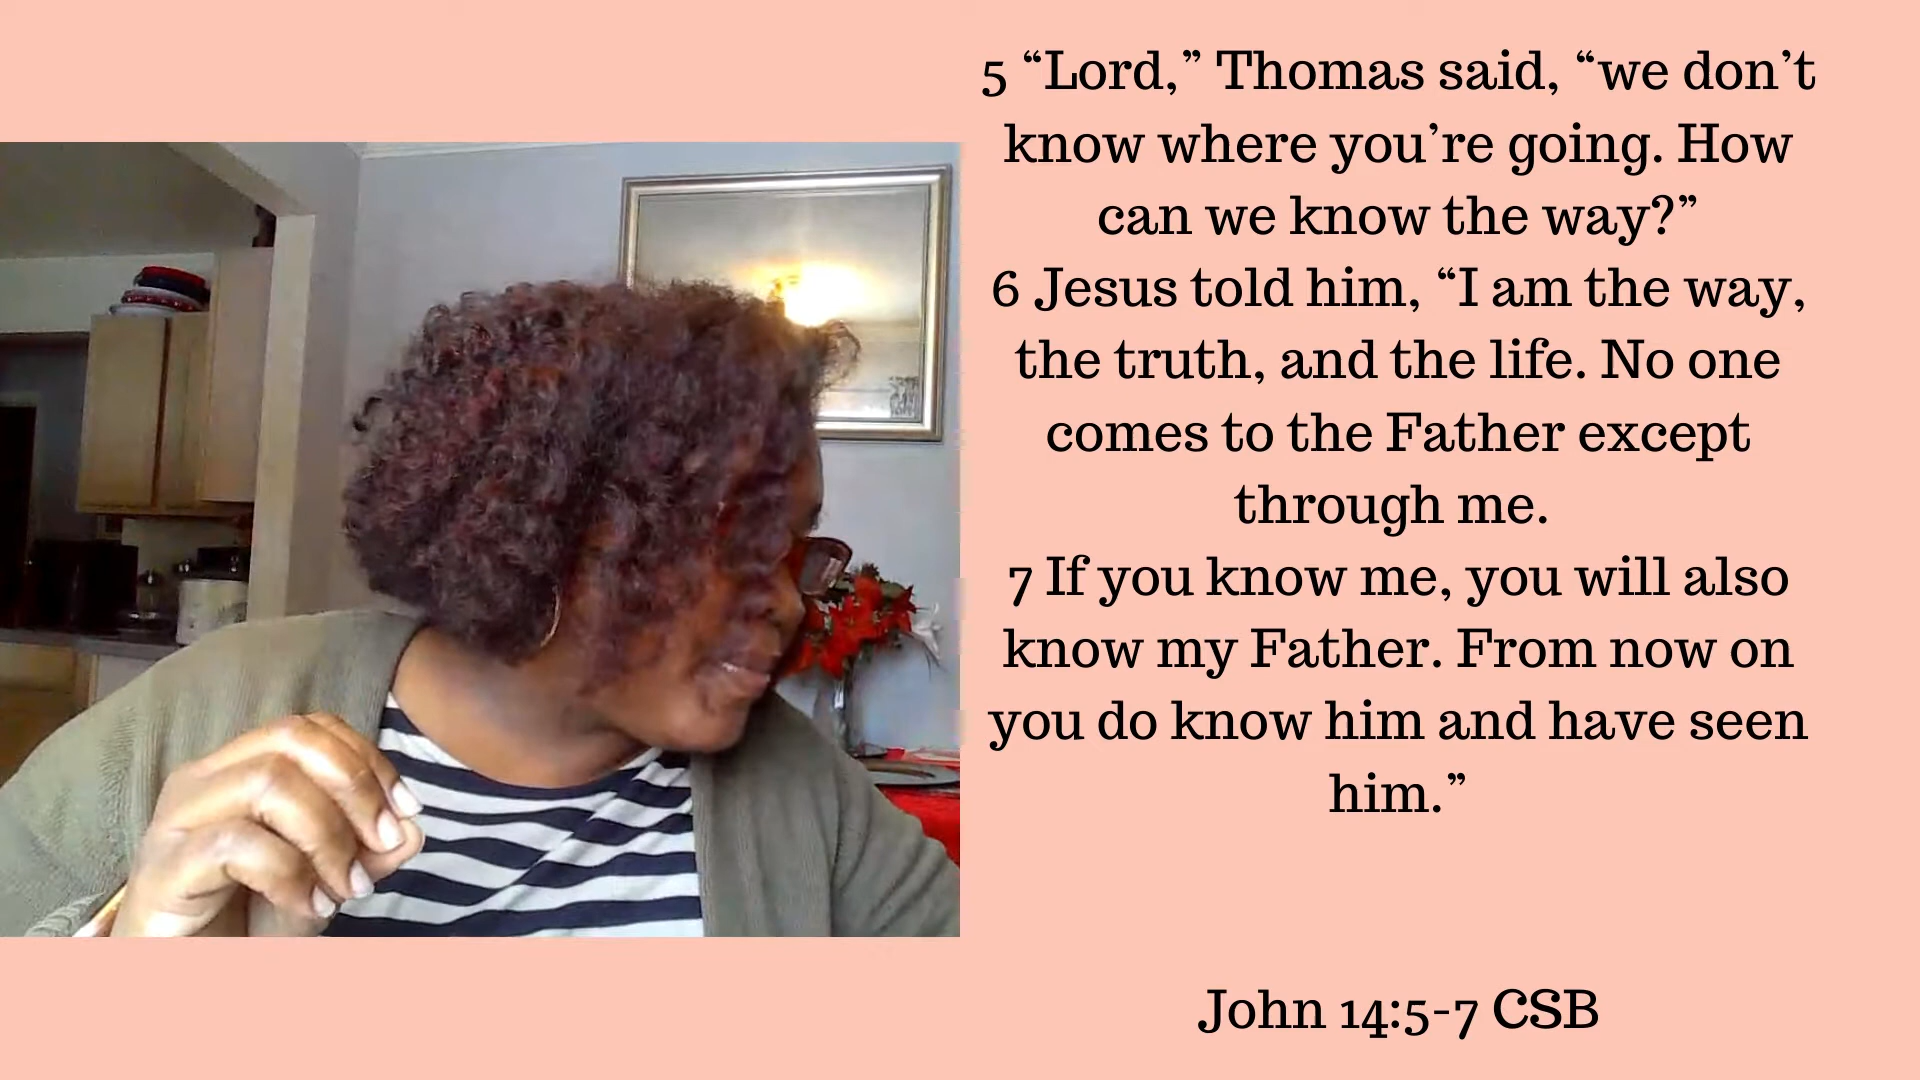 5 “Lord,” Thomas said, “we don’t
know where you’re going. How
can we know the way?”
6 Jesus told him, “I am the way,
the truth, and the life. No one
comes to the Father except
through me.
7 If you know me, you will also
know my Father. From now on
you do know him and have seen
him.”
John 14:5-7 CSB